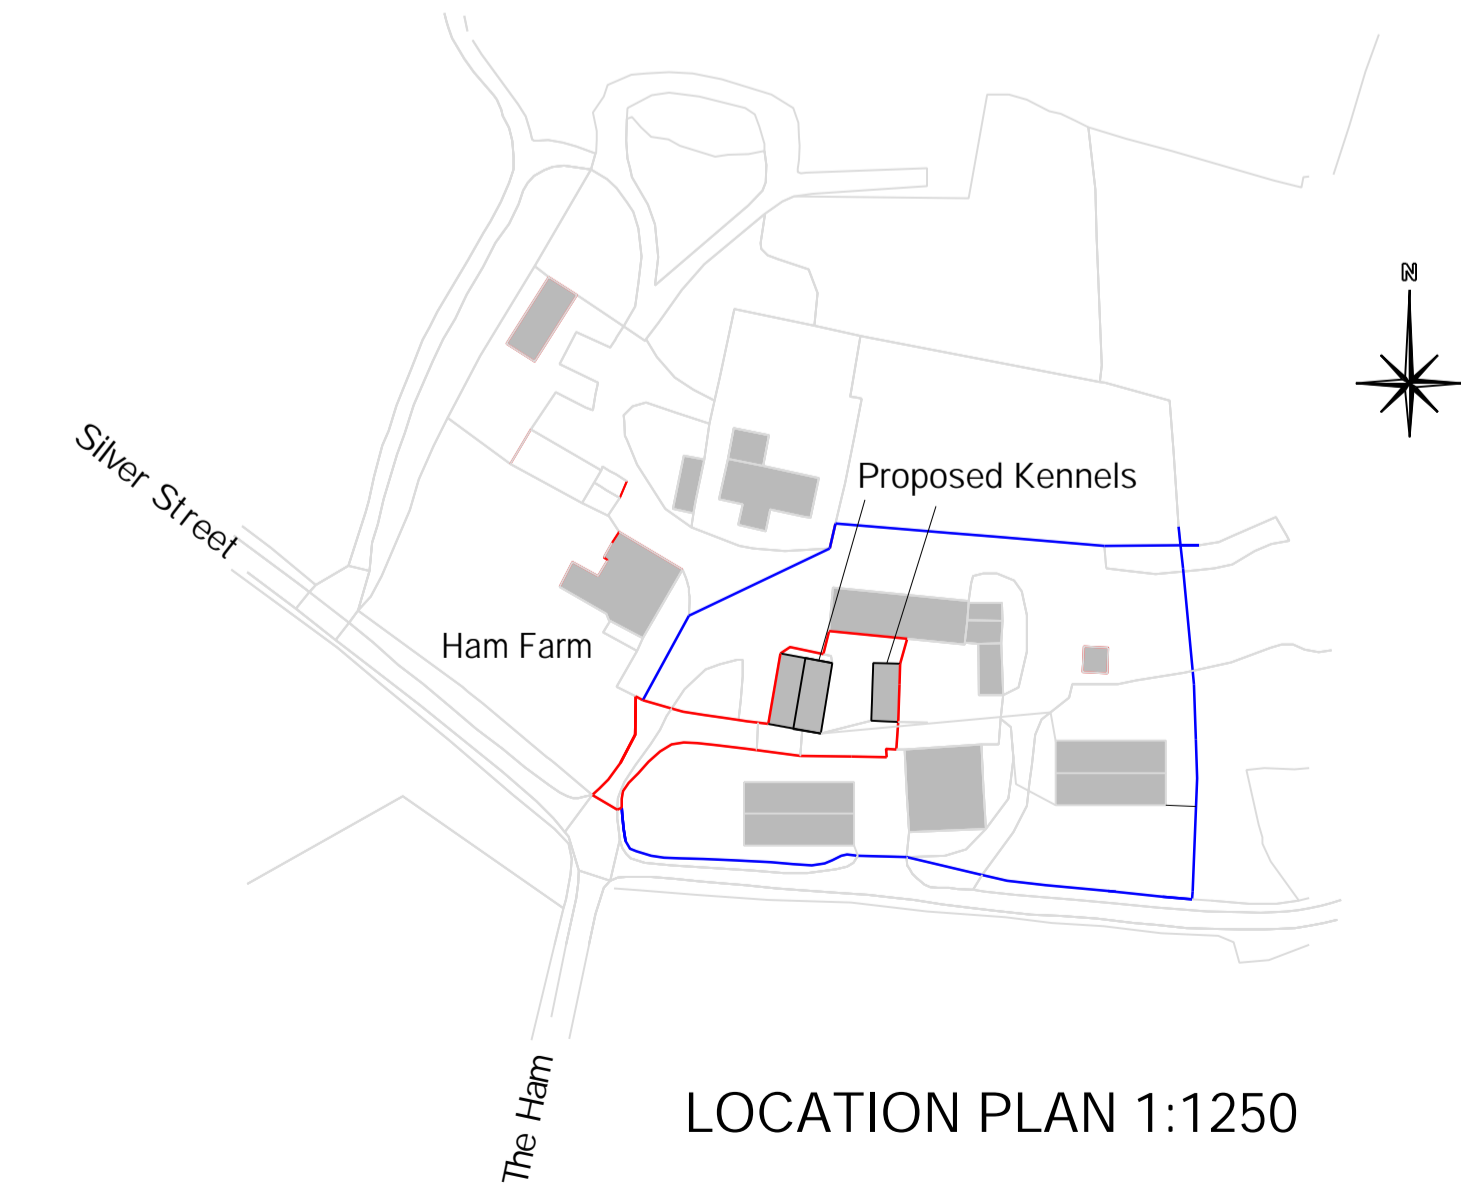 N
Silver Street
Proposed Kennels
Ham Farm
The Ham
LOCATION PLAN 1:1250